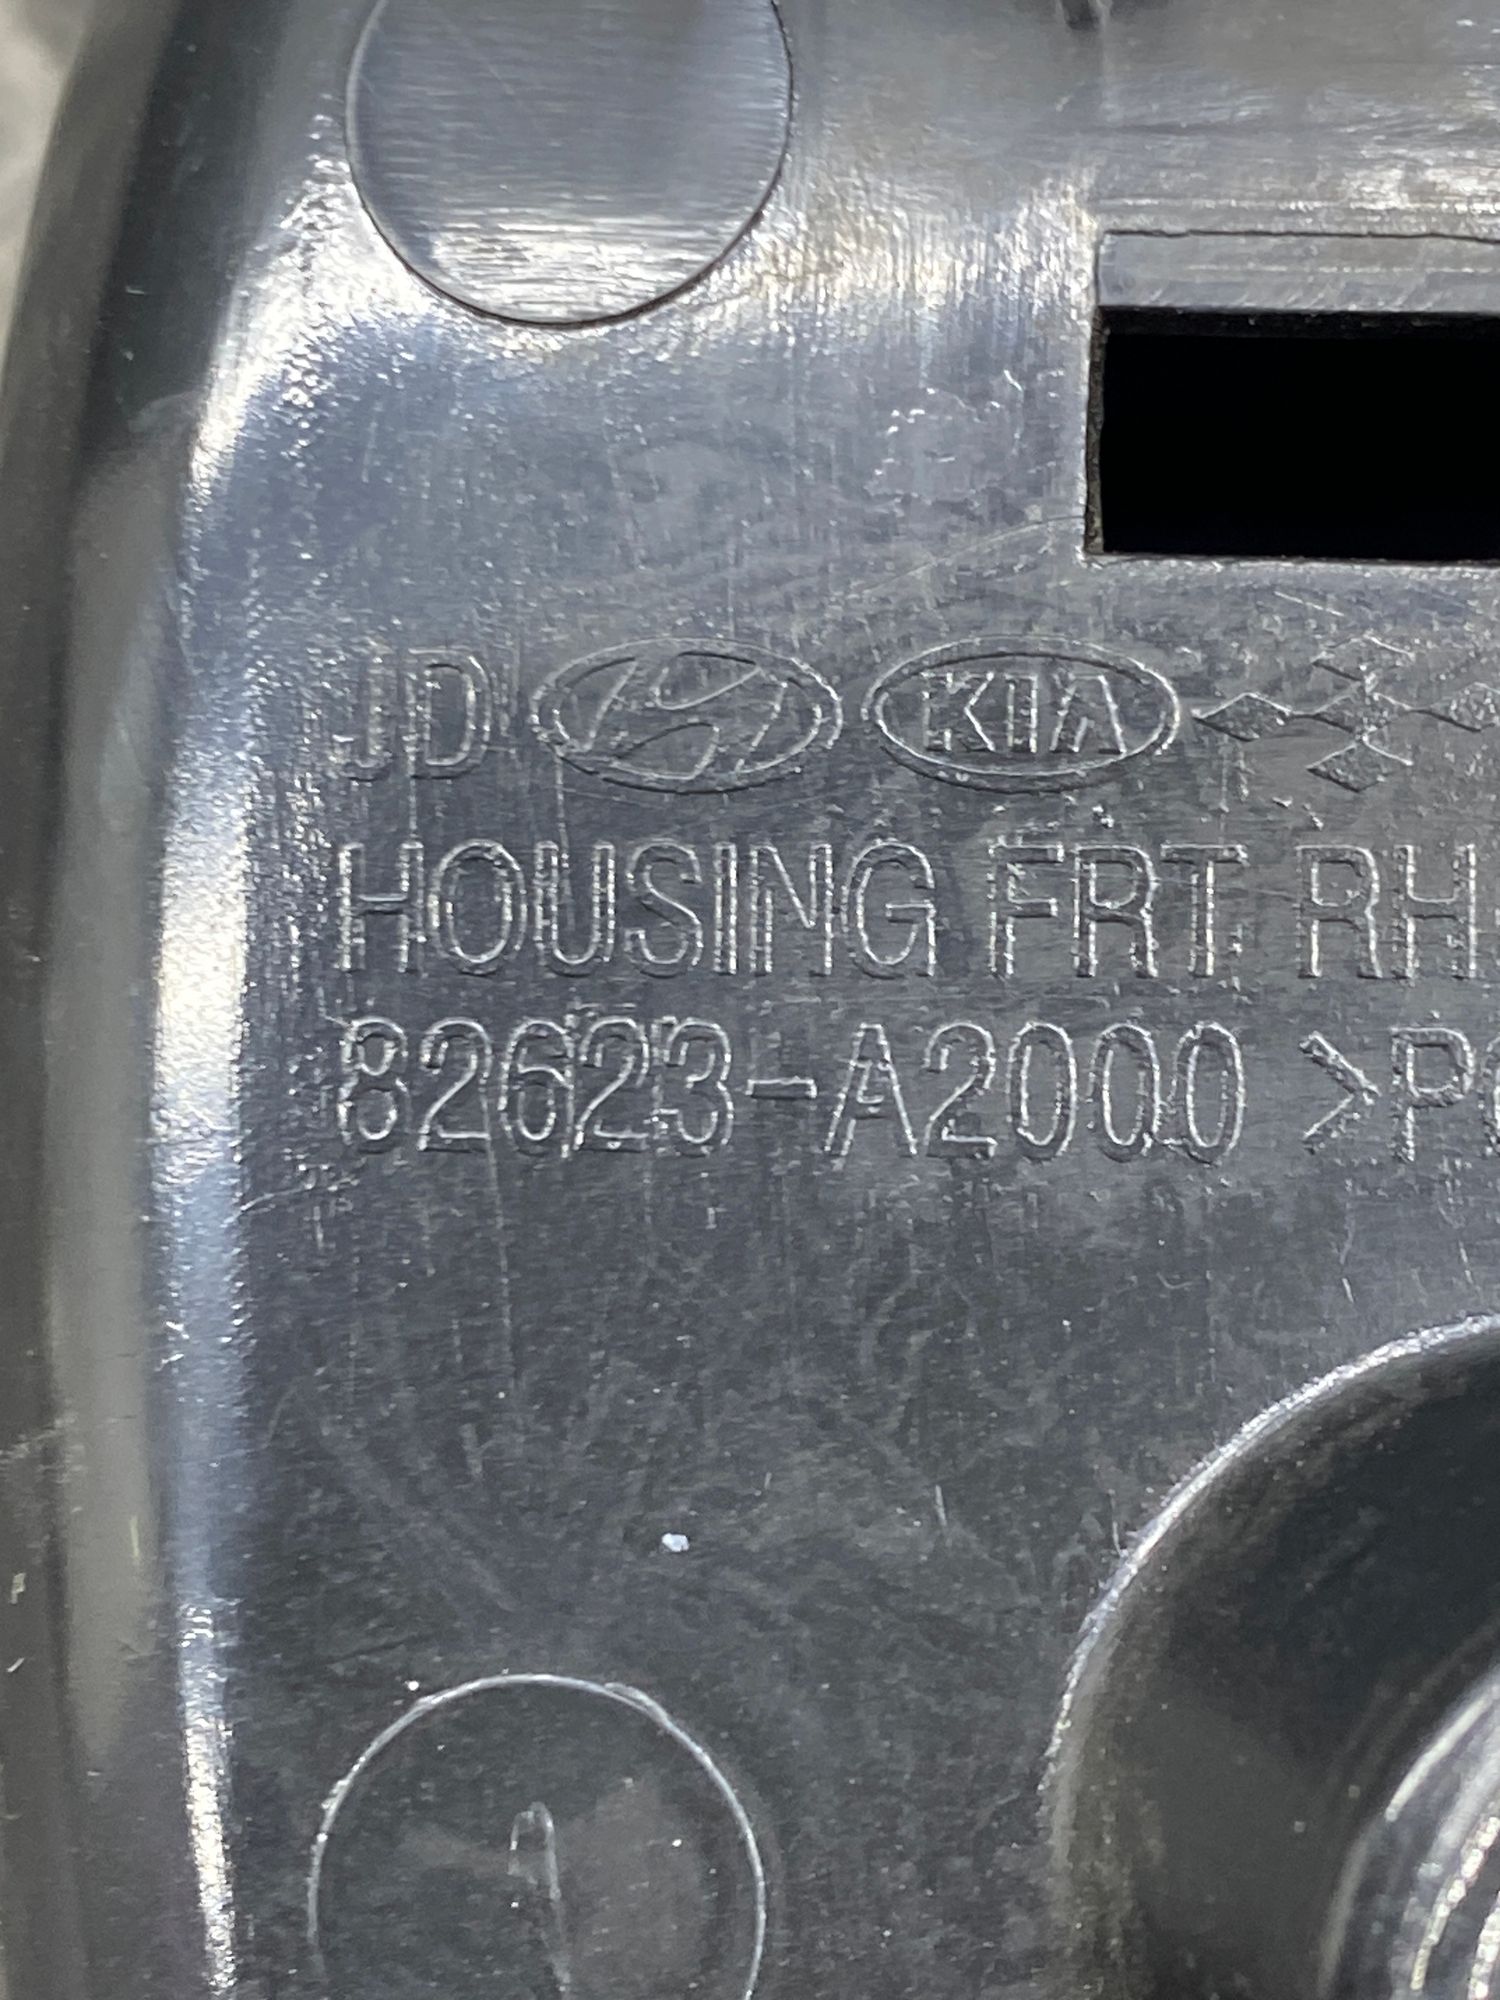 JD KIA
HOUSING FRT RH
82623-A2000 >P